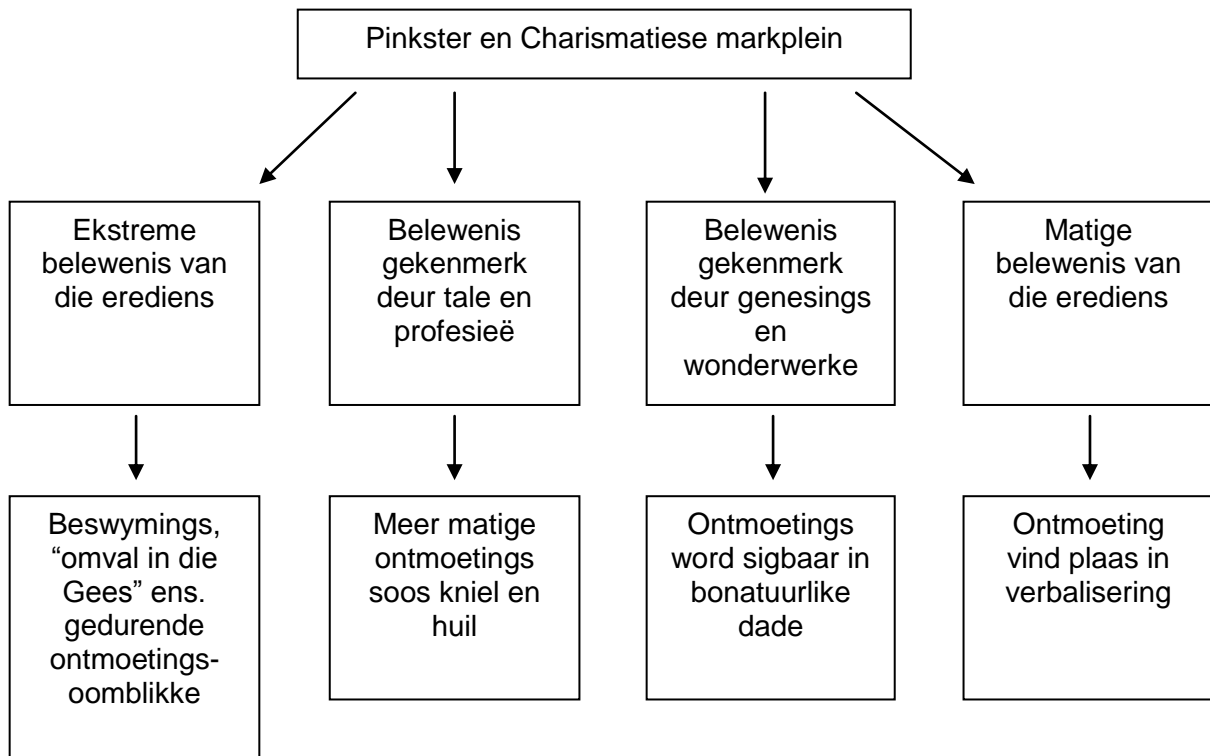 Pinkster en Charismatiese markplein
Ekstreme
belewenis van
die erediens
Belewenis
gekenmerk
deur tale en
profesieë
Belewenis
gekenmerk
deur genesings
en
wonderwerke
Matige
belewenis van
die erediens
Beswymings,
“omval in die
Gees” ens.
gedurende
ontmoetings-
oomblikke
Meer matige
ontmoetings
soos kniel en
huil
Ontmoetings
word sigbaar in
bonatuurlike
dade
Ontmoeting
vind plaas in
verbalisering